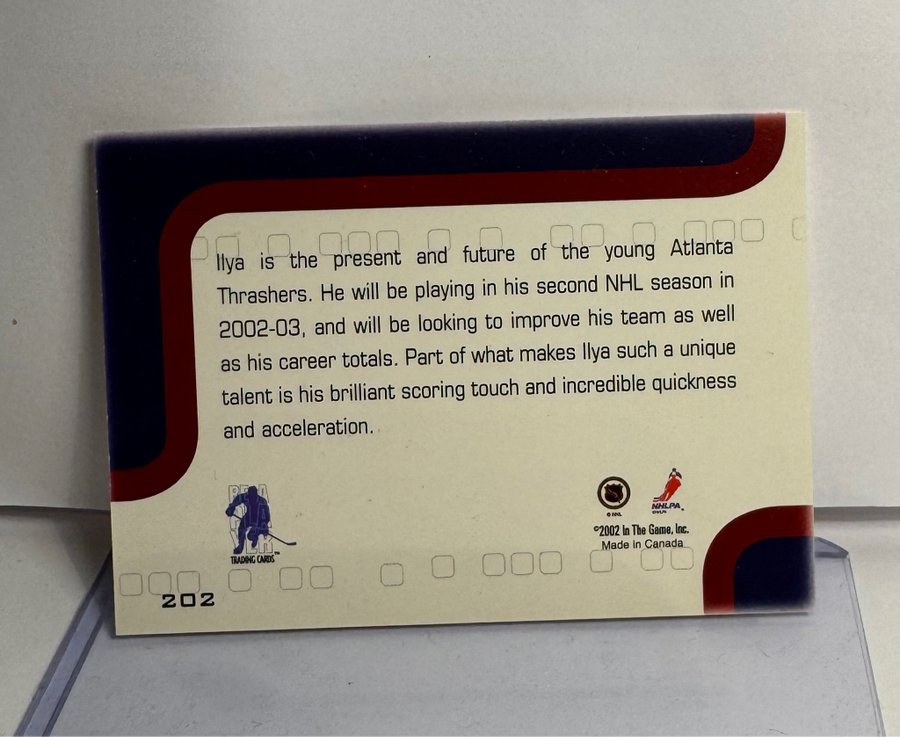 Ilya is the present and future of the young Atlanta
Thrashers. He will be playing in his second NHL season in
2002-03, and will be looking to improve his team as well
as his career totals. Part of what makes Ilya such a unique
talent is his brilliant scoring touch and incredible quickness
and acceleration.
TRADING CARDS™
© NHL
NHLPA
©2002 In The Game, Inc.
Made in Canada
202